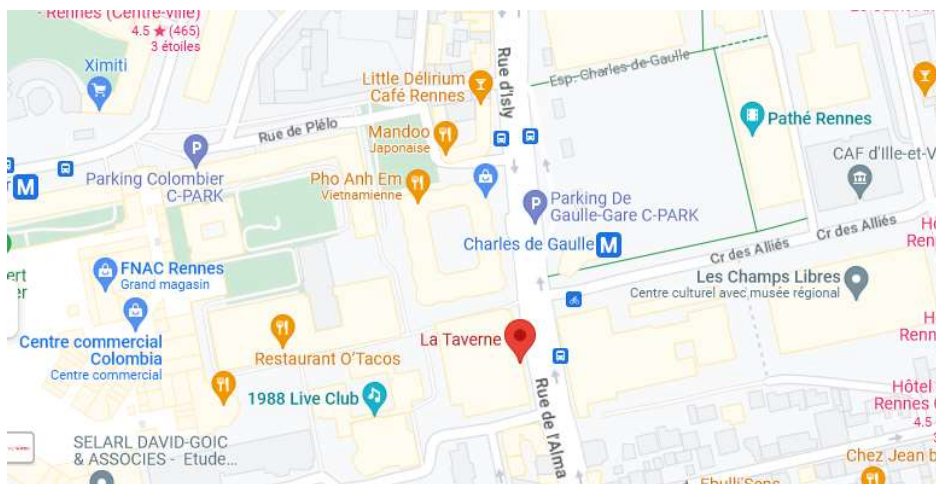 - Rennes (Centre-ville)
4.5 ★ (465)
3 étoiles
Ximiti
Little Délirium
Café Rennes
Rue d'Isly
Esp. Charles de Gaulle
Rue de Plélo
Mandoo
Japonaise
Pathé Rennes
P
Parking Colombier
C-PARK
M
Pho Anh Em
Vietnamienne
CAF d'Ille-et-V
P
Parking De
Gaulle-Gare C-PARK
Charles de Gaulle M
Cr des Alliés
Cr des Alliés
FNAC Rennes
Grand magasin
Les Champs Libres
Centre culturel avec musée régional
Centre commercial
Colombia
Centre commercial
Restaurant O'Tacos
La Taverne
1988 Live Club
Rue de l'Alma
Hôtel
Rennes
4.5
SELARL DAVID-GOIC
& ASSOCIES - Etude...
Chez Jean
Ebulli'Sens